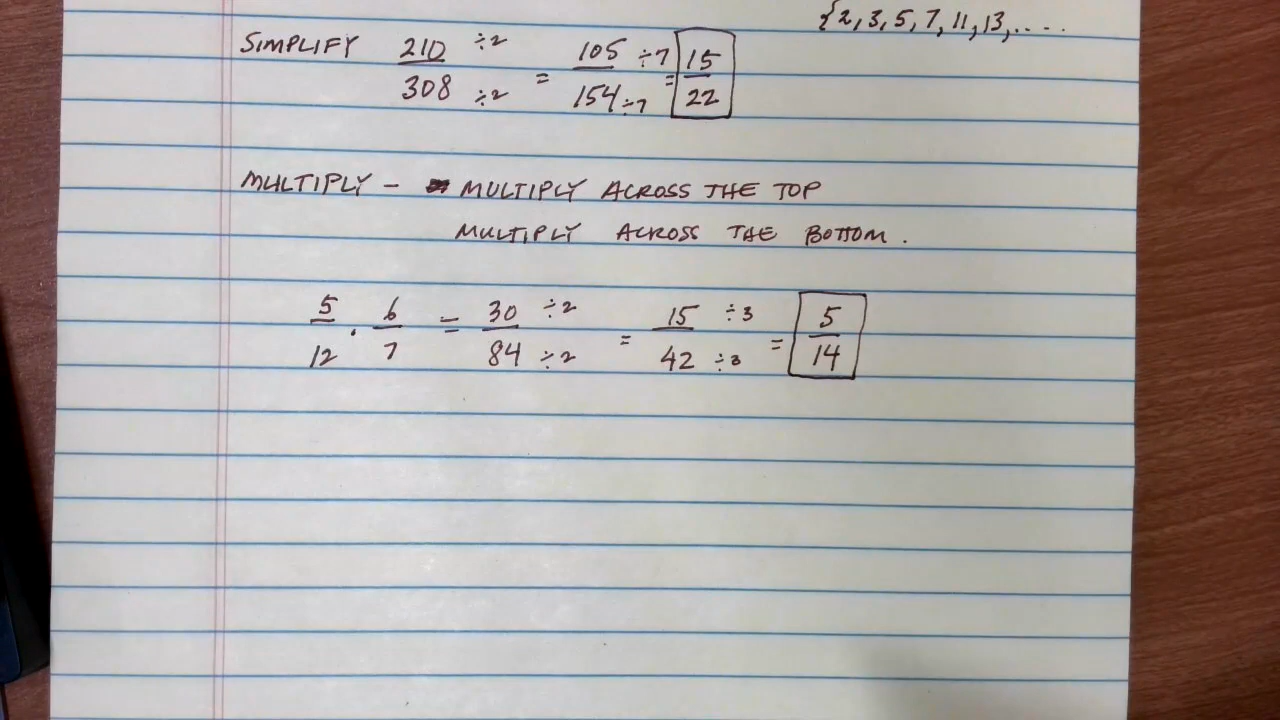 {2, 3, 5, 7, 11, 13, ....
SIMPLIFY 210/308 ÷2/÷2 = 105/154 ÷7/÷7 = 15/22
MULTIPLY - MULTIPLY ACROSS THE TOP
MULTIPLY ACROSS THE BOTTOM.
5/12 · 6/7 = 30/84 ÷2/÷2 = 15/42 ÷3/÷3 = 5/14